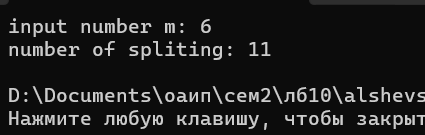 input number m: 6
number of spliting: 11
D:\Documents\оаип\сем2\лб10\alshevs
Нажмите любую клавишу, чтобы закрыт